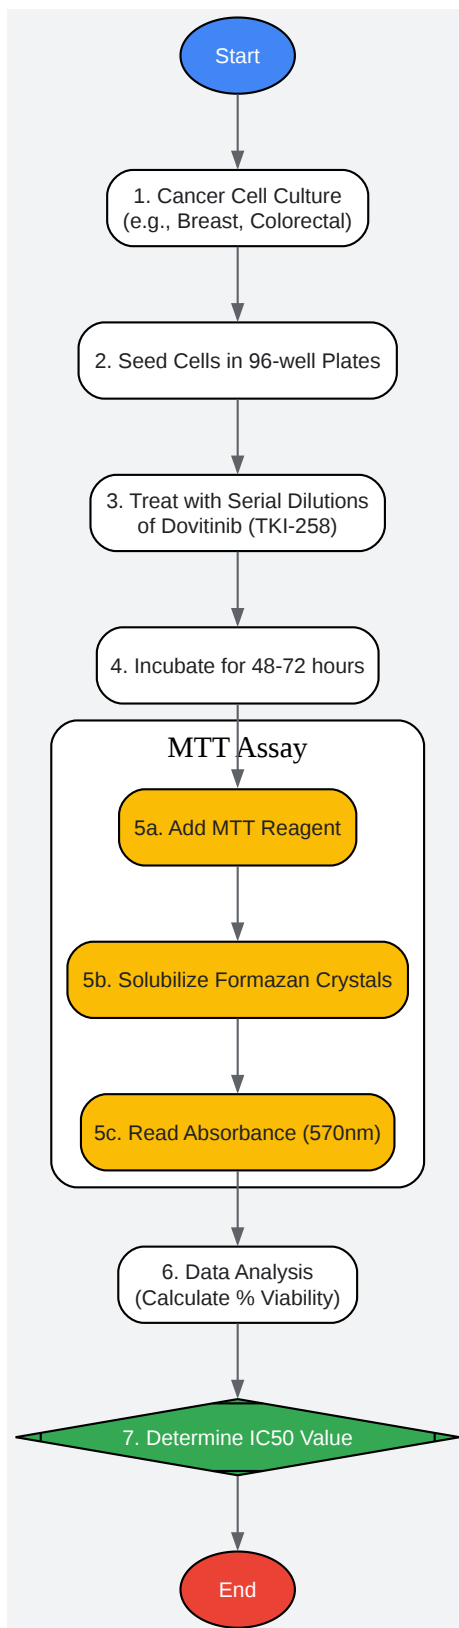 Start
1. Cancer Cell Culture
(e.g., Breast, Colorectal)
2. Seed Cells in 96-well Plates
3. Treat with Serial Dilutions
of Dovitinib (TKI-258)
4. Incubate for 48-72 hours
MTT Assay
5a. Add MTT Reagent
5b. Solubilize Formazan Crystals
5c. Read Absorbance (570nm)
6. Data Analysis
(Calculate % Viability)
7. Determine IC50 Value
End